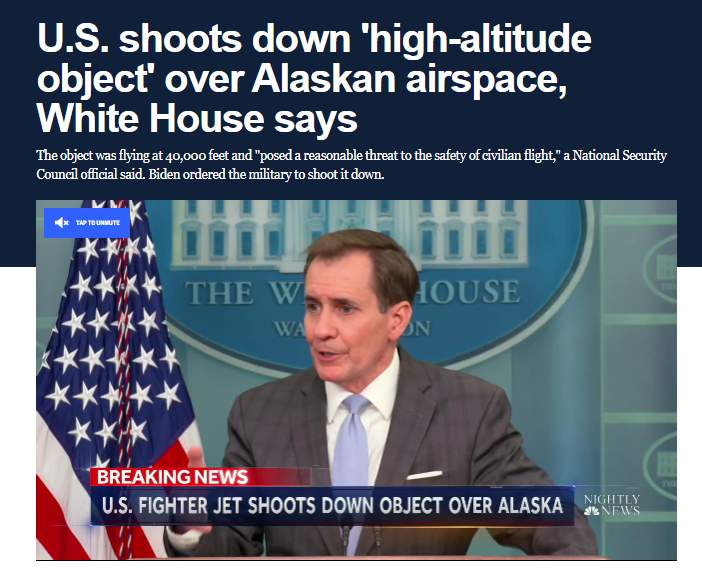 U.S. shoots down 'high-altitude
object' over Alaskan airspace,
White House says
The object was flying at 40,000 feet and "posed a reasonable threat to the safety of civilian flight," a National Security
Council official said. Biden ordered the military to shoot it down.
TAP TO UNMUTE
THE W HOUSE
WA ON
BREAKING NEWS
U.S. FIGHTER JET SHOOTS DOWN OBJECT OVER ALASKA
NIGHTLY
NEWS